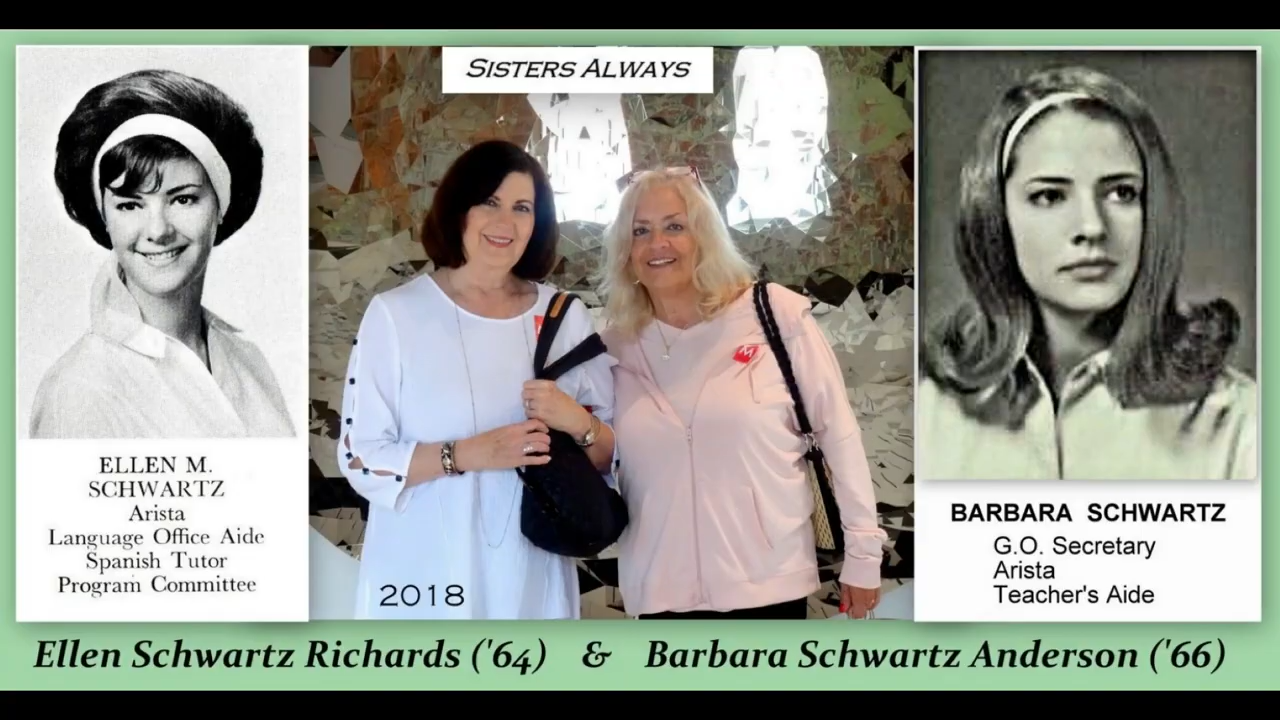 SISTERS ALWAYS
M
ELLEN M.
SCHWARTZ
Arista
Language Office Aide
Spanish Tutor
Program Committee
2018
BARBARA SCHWARTZ
G.O. Secretary
Arista
Teacher's Aide
Ellen Schwartz Richards ('64) & Barbara Schwartz Anderson ('66)